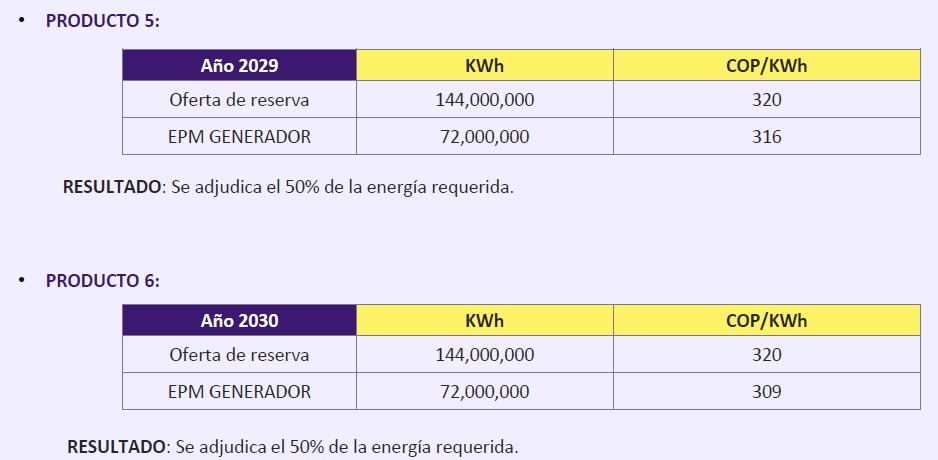 • PRODUCTO 5:
Año 2029 KWh COP/KWh
Oferta de reserva 144,000,000 320
EPM GENERADOR 72,000,000 316
RESULTADO: Se adjudica el 50% de la energía requerida.
• PRODUCTO 6:
Año 2030 KWh COP/KWh
Oferta de reserva 144,000,000 320
EPM GENERADOR 72,000,000 309
RESULTADO: Se adjudica el 50% de la energía requerida.